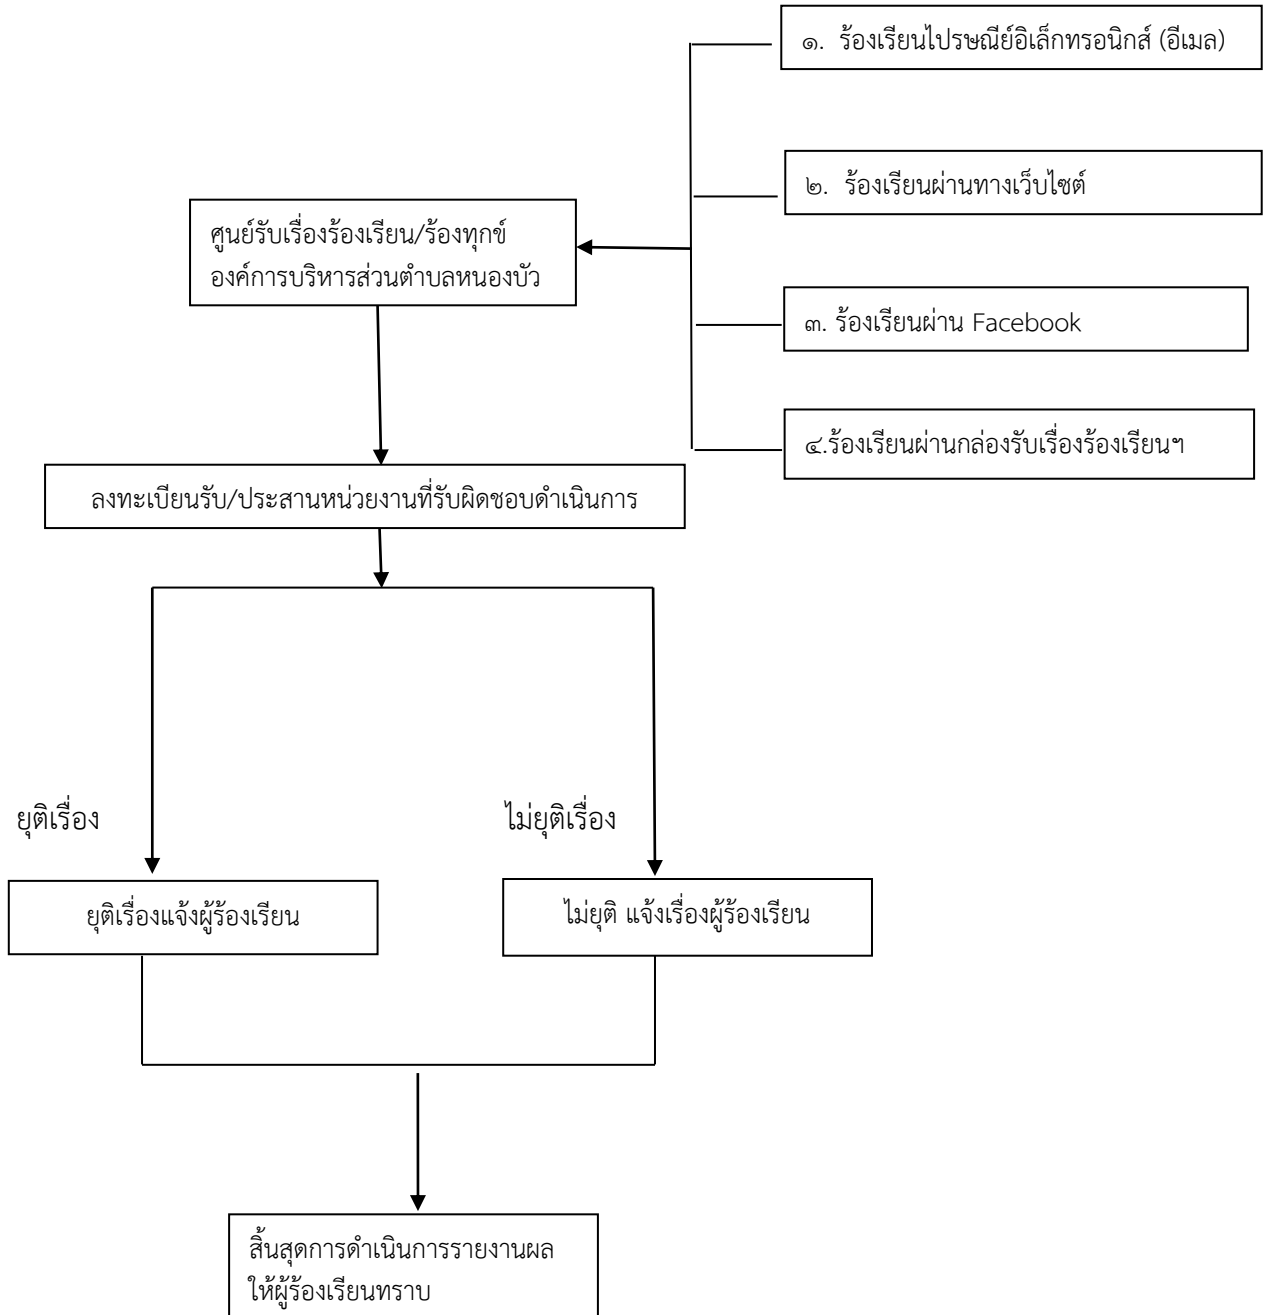 ๑. ร้องเรียนไปรษณีย์อิเล็กทรอนิกส์ (อีเมล)
๒. ร้องเรียนผ่านทางเว็บไซต์
ศูนย์รับเรื่องร้องเรียน/ร้องทุกข์
องค์การบริหารส่วนตำบลหนองบัว
๓. ร้องเรียนผ่าน Facebook
๔.ร้องเรียนผ่านกล่องรับเรื่องร้องเรียนฯ
ลงทะเบียนรับ/ประสานหน่วยงานที่รับผิดชอบดำเนินการ
ยุติเรื่อง
ไม่ยุติเรื่อง
ยุติเรื่องแจ้งผู้ร้องเรียน
ไม่ยุติ แจ้งเรื่องผู้ร้องเรียน
สิ้นสุดการดำเนินการรายงานผล
ให้ผู้ร้องเรียนทราบ